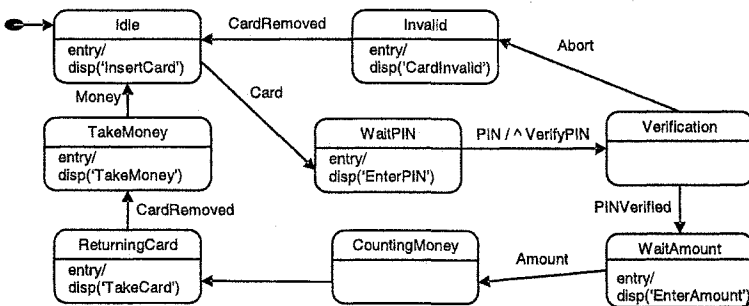 Idle
entry/
disp('InsertCard')
CardRemoved
Invalid
entry/
disp('CardInvalid')
Abort
Money
Card
TakeMoney
entry/
disp('TakeMoney')
WaitPIN
entry/
disp('EnterPIN')
PIN / ^ VerifyPIN
Verification
CardRemoved
PINVerified
ReturningCard
entry/
disp('TakeCard')
CountingMoney
Amount
WaitAmount
entry/
disp('EnterAmount')